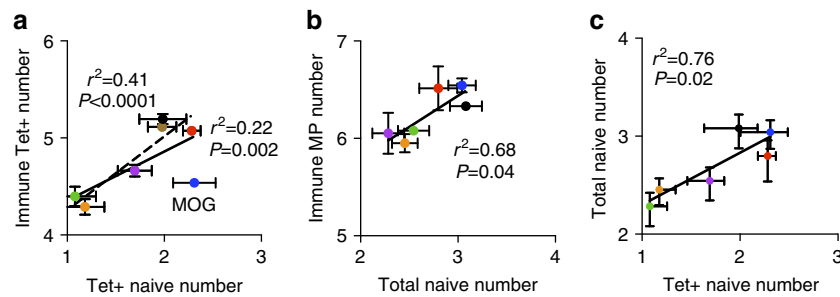 a
Immune Tet+ number
6
5
4
r²=0.41
P<0.0001
r²=0.22
P=0.002
MOG
1
2
3
Tet+ naive number
b
Immune MP number
7
6
5
r²=0.68
P=0.04
2
3
4
Total naive number
c
Total naive number
4
3
2
r²=0.76
P=0.02
1
2
3
Tet+ naive number